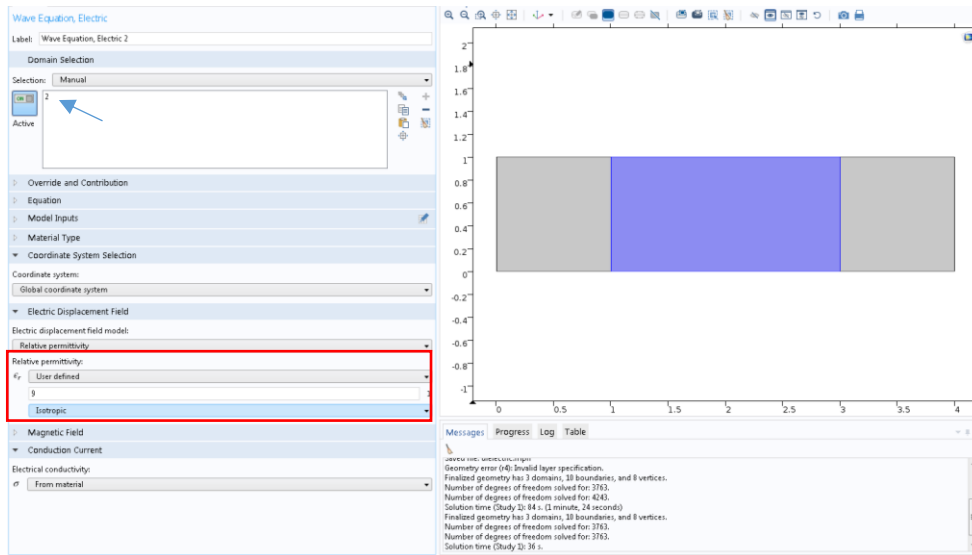 Wave Equation, Electric
Label: Wave Equation, Electric 2
Domain Selection
Selection: Manual
2
Active
Override and Contribution
Equation
Model Inputs
Material Type
Coordinate System Selection
Coordinate system:
Global coordinate system
Electric Displacement Field
Electric displacement field model:
Relative permittivity
Relative permittivity:
εr User defined
9 1
Isotropic
Magnetic Field
Conduction Current
Electrical conductivity:
σ From material
2
1.8
1.6
1.4
1.2
1
0.8
0.6
0.4
0.2
0
-0.2
-0.4
-0.6
-0.8
-1
0 0.5 1 1.5 2 2.5 3 3.5 4
Messages Progress Log Table
Saved file: dielectric.mph
Geometry error (r4): Invalid layer specification.
Finalized geometry has 3 domains, 10 boundaries, and 8 vertices.
Number of degrees of freedom solved for: 3763.
Number of degrees of freedom solved for: 4243.
Solution time (Study 1): 84 s. (1 minute, 24 seconds)
Finalized geometry has 3 domains, 10 boundaries, and 8 vertices.
Number of degrees of freedom solved for: 3763.
Number of degrees of freedom solved for: 3763.
Solution time (Study 1): 36 s.